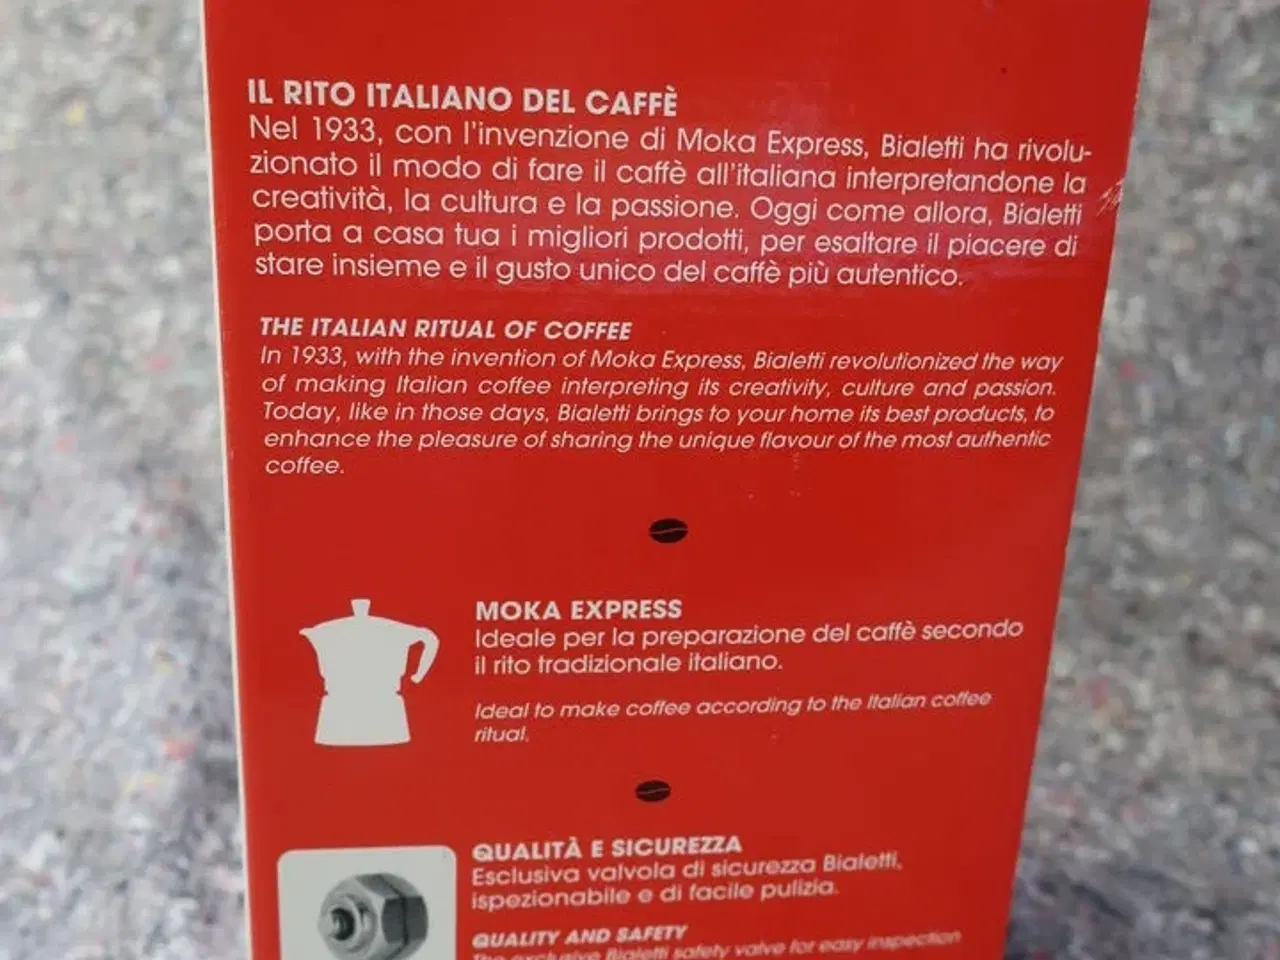 IL RITO ITALIANO DEL CAFFÈ
Nel 1933, con l'invenzione di Moka Express, Bialetti ha rivolu-
zionato il modo di fare il caffè all'italiana interpretandone la
creatività, la cultura e la passione. Oggi come allora, Bialetti
porta a casa tua i migliori prodotti, per esaltare il piacere di
stare insieme e il gusto unico del caffè più autentico.
THE ITALIAN RITUAL OF COFFEE
In 1933, with the invention of Moka Express, Bialetti revolutionized the way
of making Italian coffee interpreting its creativity, culture and passion.
Today, like in those days, Bialetti brings to your home its best products, to
enhance the pleasure of sharing the unique flavour of the most authentic
coffee.
MOKA EXPRESS
Ideale per la preparazione del caffè secondo
il rito tradizionale italiano.
Ideal to make coffee according to the Italian coffee
ritual.
QUALITÀ E SICUREZZA
Esclusiva valvola di sicurezza Bialetti,
ispezionabile e di facile pulizia.
QUALITY AND SAFETY
The exclusive Bialetti safety valve for easy inspection